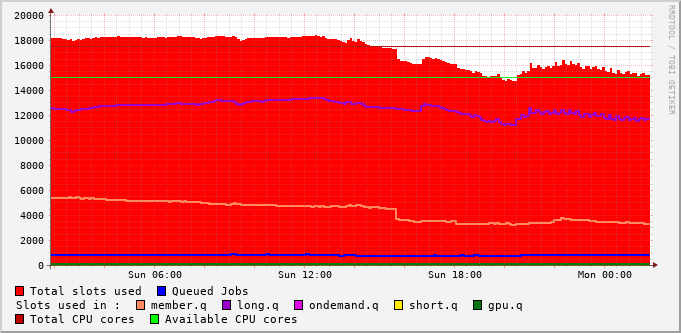 20000
18000
16000
14000
12000
10000
8000
6000
4000
2000
0
Sun 06:00 Sun 12:00 Sun 18:00 Mon 00:00
RRDTOOL / TOBI OETIKER
Total slots used Queued Jobs
Slots used in : member.q long.q ondemand.q short.q gpu.q
Total CPU cores Available CPU cores